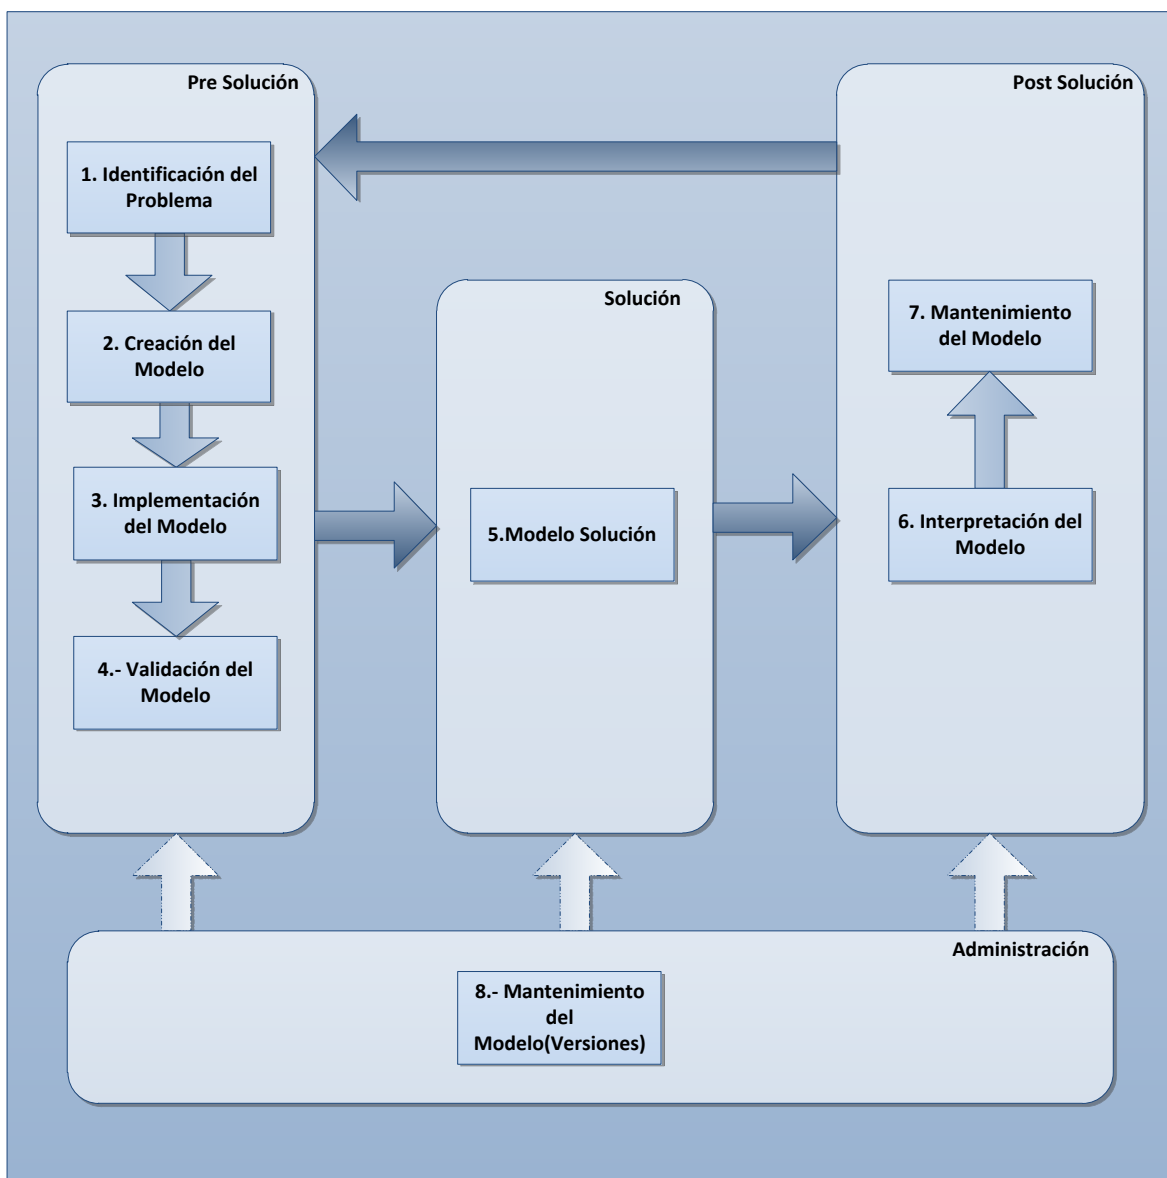 Pre Solución
1. Identificación del
Problema
2. Creación del
Modelo
3. Implementación
del Modelo
4.- Validación del
Modelo
Solución
5.Modelo Solución
Post Solución
7. Mantenimiento
del Modelo
6. Interpretación del
Modelo
Administración
8.- Mantenimiento
del
Modelo(Versiones)